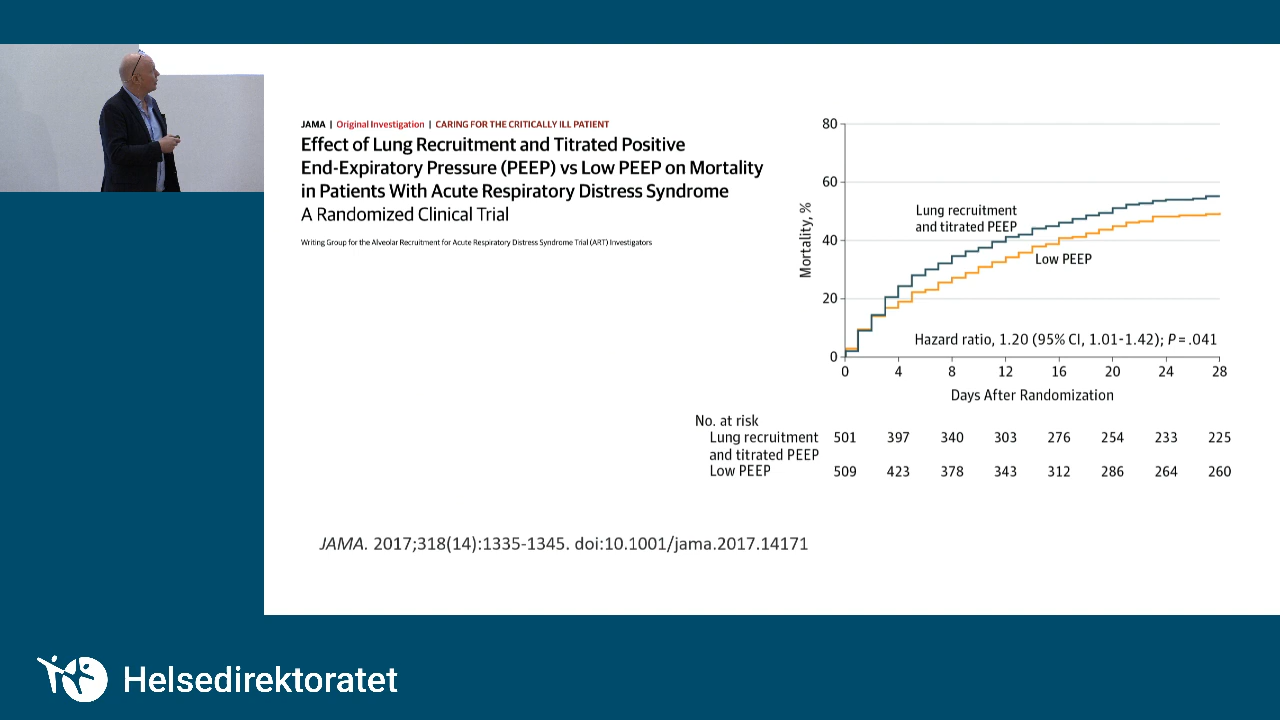 JAMA | Original Investigation | CARING FOR THE CRITICALLY ILL PATIENT
Effect of Lung Recruitment and Titrated Positive
End-Expiratory Pressure (PEEP) vs Low PEEP on Mortality
in Patients With Acute Respiratory Distress Syndrome
A Randomized Clinical Trial
Writing Group for the Alveolar Recruitment for Acute Respiratory Distress Syndrome Trial (ART) Investigators
80
60
40
20
0
Mortality, %
Lung recruitment
and titrated PEEP
Low PEEP
Hazard ratio, 1.20 (95% CI, 1.01-1.42); P = .041
0 4 8 12 16 20 24 28
Days After Randomization
No. at risk
Lung recruitment 501 397 340 303 276 254 233 225
and titrated PEEP
Low PEEP 509 423 378 343 312 286 264 260
JAMA. 2017;318(14):1335-1345. doi:10.1001/jama.2017.14171
Helsedirektoratet